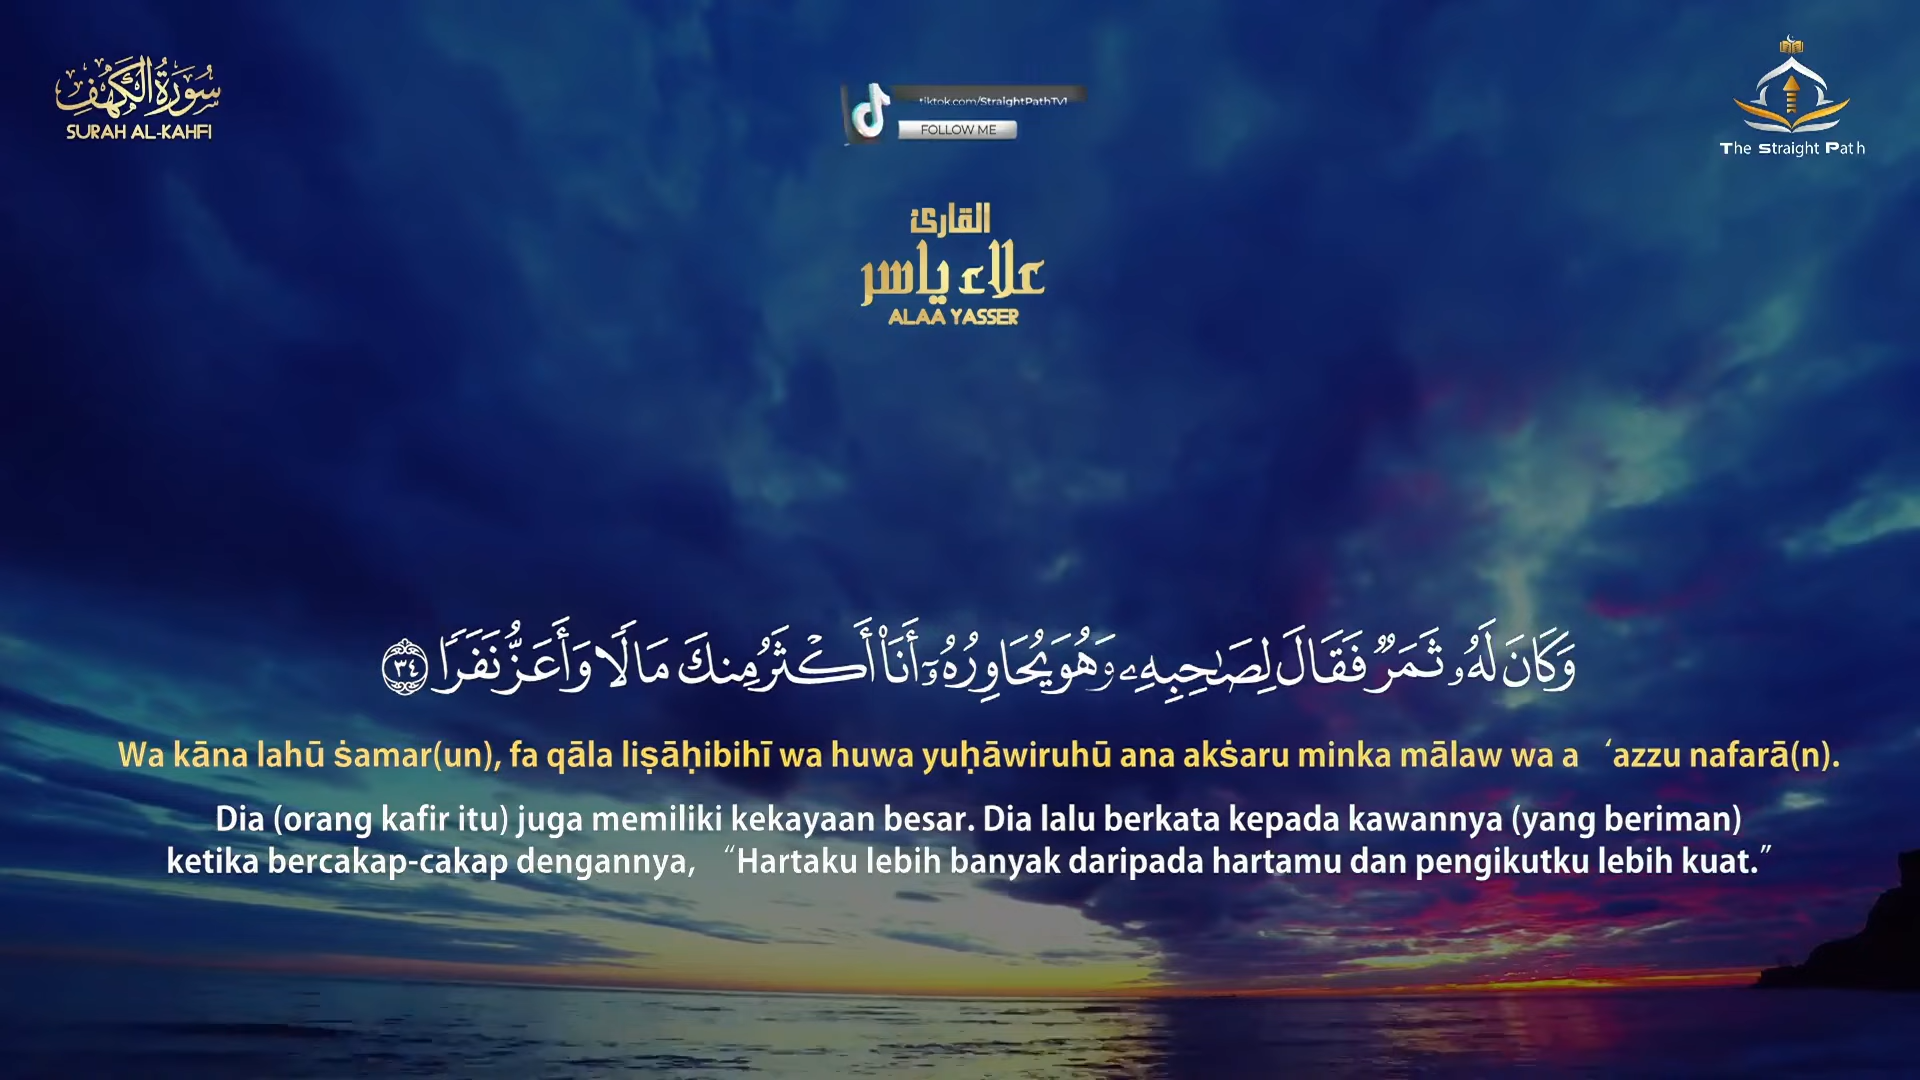 سُورَةُ الكَهْفِ
SURAH AL-KAHFI
tiktok.com/StraightPathTV1
FOLLOW ME
The Straight Path
القارئ
علاء ياسر
ALAA YASSER
وَكَانَ لَهُۥ ثَمَرٌ فَقَالَ لِصَٰحِبِهِۦ وَهُوَ يُحَاوِرُهُۥٓ أَنَا۠ أَكْثَرُ مِنكَ مَالًا وَأَعَزُّ نَفَرًا ٣٤
Wa kāna lahū ṡamar(un), fa qāla liṣāḥibihī wa huwa yuḥāwiruhū ana akṡaru minka mālaw wa a ‘azzu nafarā(n).
Dia (orang kafir itu) juga memiliki kekayaan besar. Dia lalu berkata kepada kawannya (yang beriman)
ketika bercakap-cakap dengannya, “Hartaku lebih banyak daripada hartamu dan pengikutku lebih kuat.”